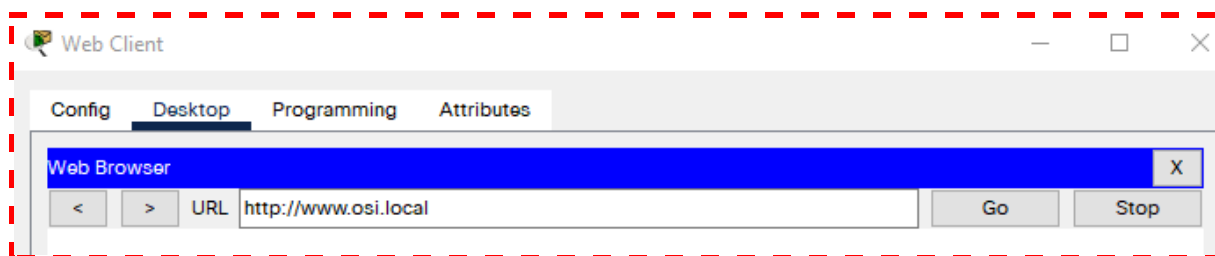 Web Client
Config Desktop Programming Attributes
Web Browser X
< > URL http://www.osi.local Go Stop